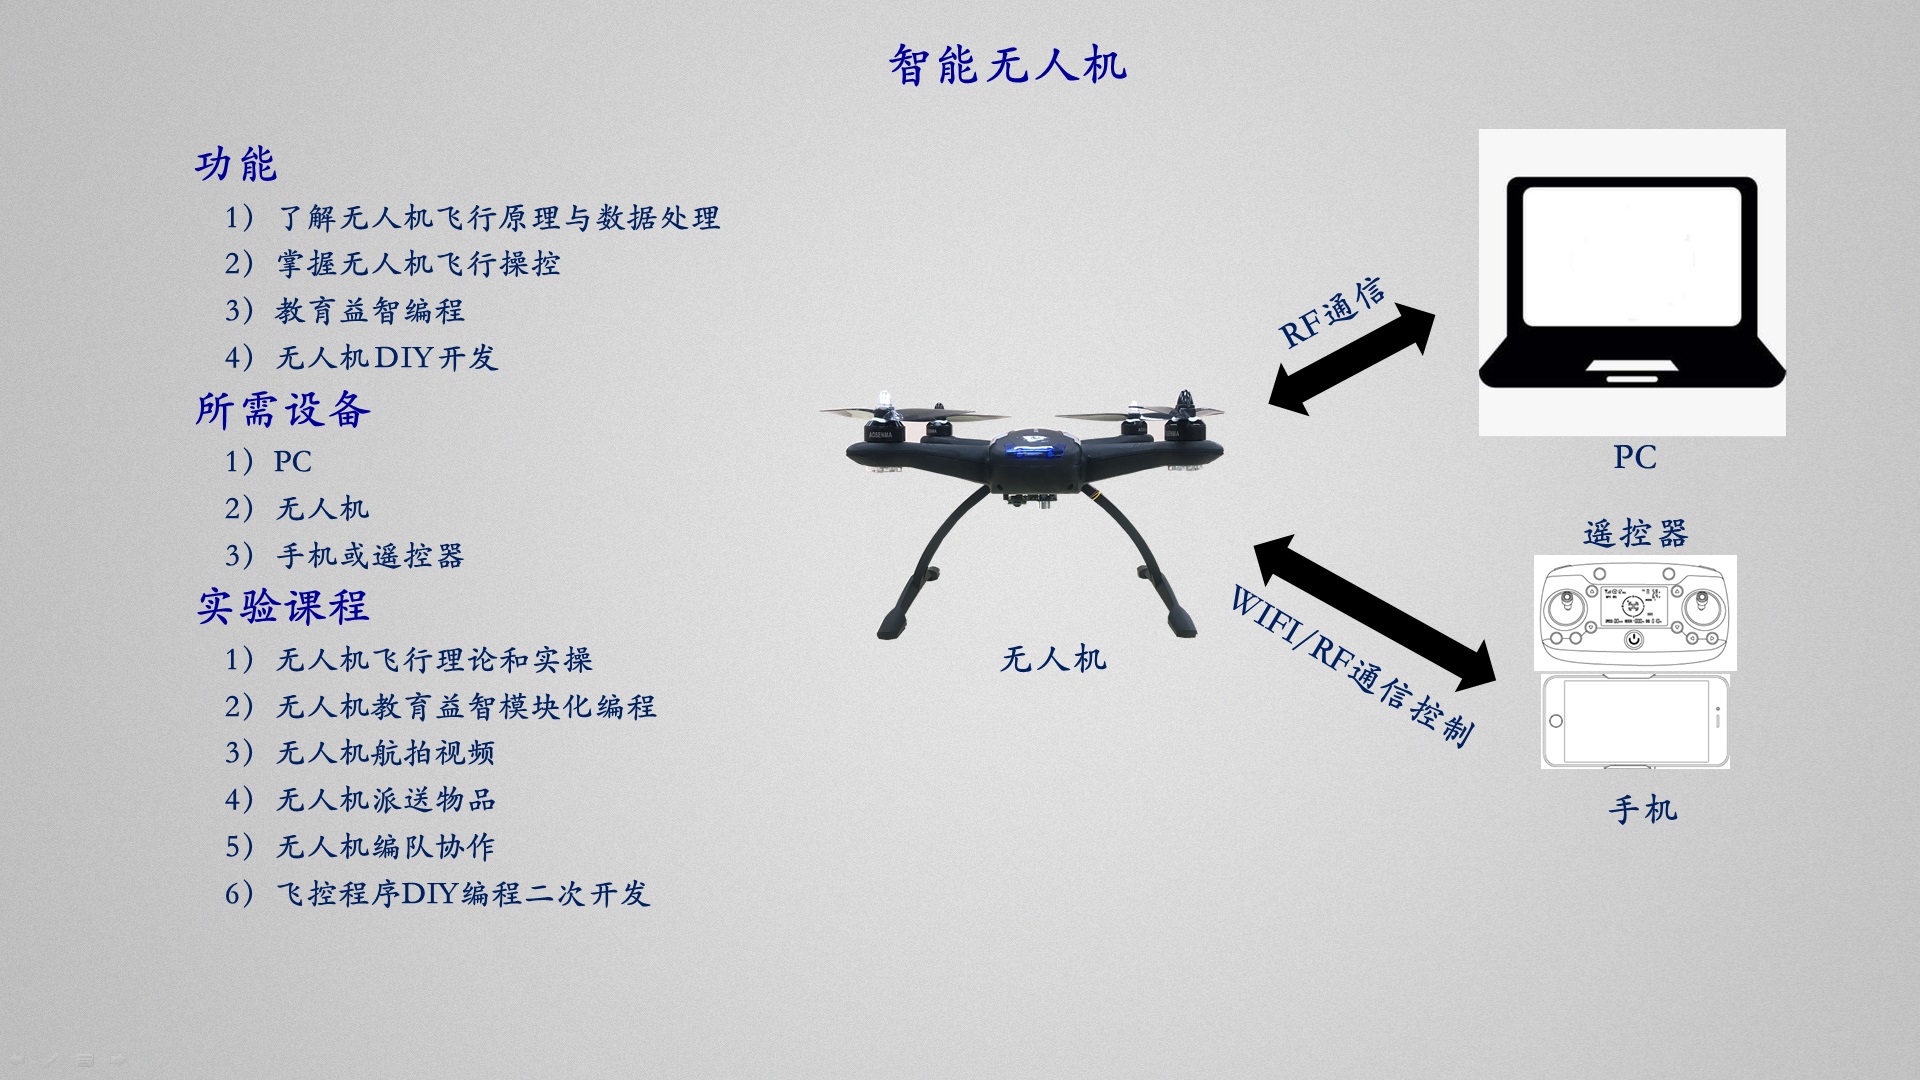 智能无人机
功能
1) 了解无人机飞行原理与数据处理
2) 掌握无人机飞行操控
3) 教育益智编程
4) 无人机DIY开发
所需设备
1) PC
2) 无人机
3) 手机或遥控器
实验课程
1) 无人机飞行理论和实操
2) 无人机教育益智模块化编程
3) 无人机航拍视频
4) 无人机派送物品
5) 无人机编队协作
6) 飞控程序DIY编程二次开发
RF通信
PC
AOSENMA
遥控器
WIFI/RF通信控制
无人机
手机